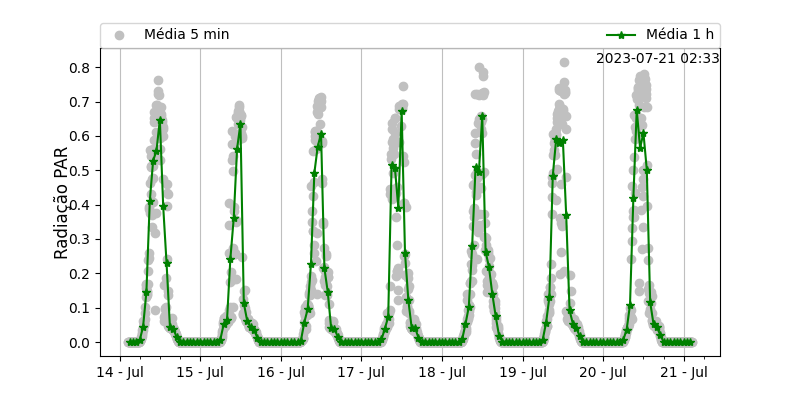 Média 5 min
Média 1 h
2023-07-21 02:33
Radiação PAR
0.8
0.7
0.6
0.5
0.4
0.3
0.2
0.1
0.0
14 - Jul
15 - Jul
16 - Jul
17 - Jul
18 - Jul
19 - Jul
20 - Jul
21 - Jul